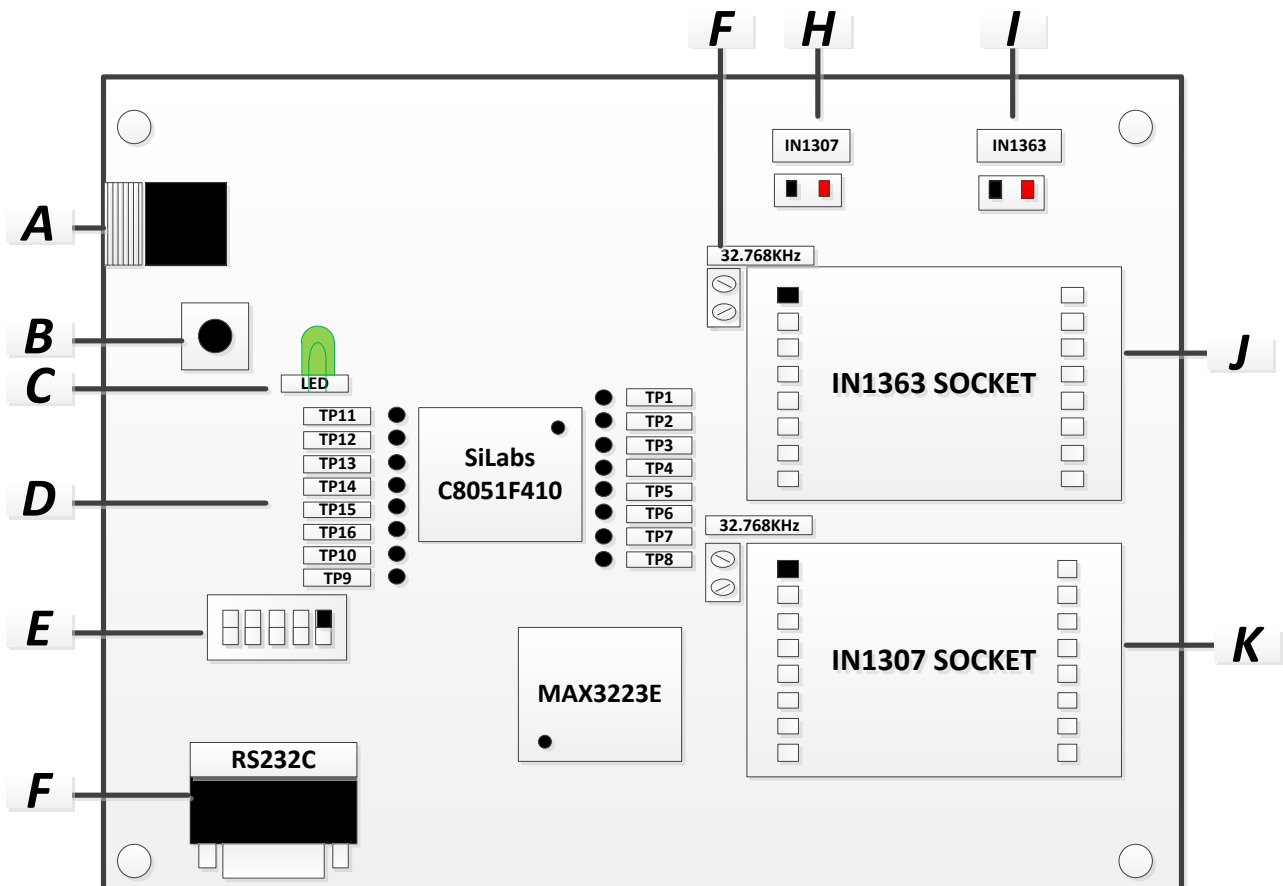 F H I
IN1307 IN1363
A
32.768KHz
B
J
IN1363 SOCKET
C
LED
TP11
TP12
TP13
TP14
TP15
TP16
TP10
TP9
SiLabs
C8051F410
TP1
TP2
TP3
TP4
TP5
TP6
TP7
TP8
D
32.768KHz
E
K
IN1307 SOCKET
MAX3223E
RS232C
F